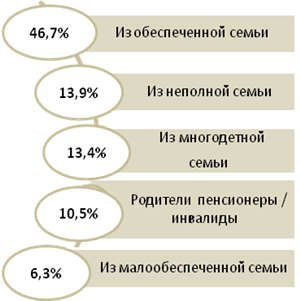 46,7%
Из обеспеченной семьи
13,9%
Из неполной семьи
13,4%
Из многодетной
семьи
10,5%
Родители пенсионеры /
инвалиды
6,3%
Из малообеспеченной семьи